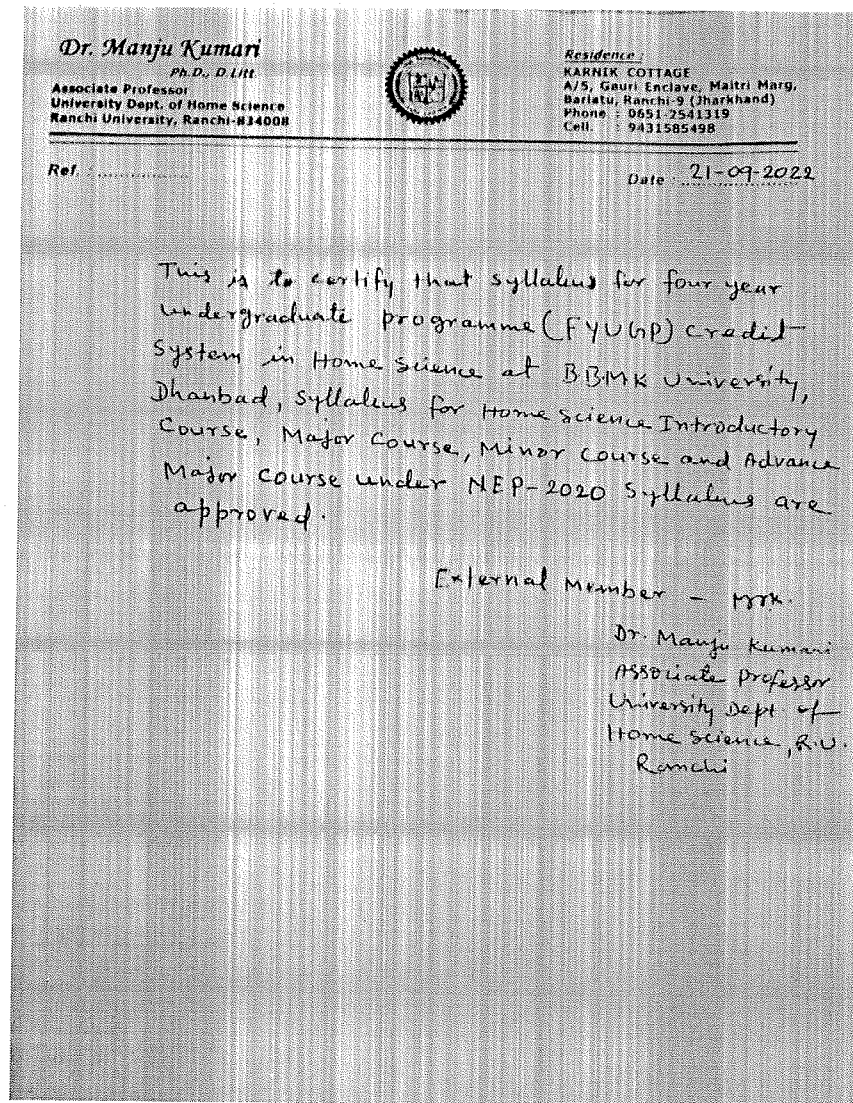 Dr. Manju Kumari
Ph.D., D.Litt.
Associate Professor
University Dept. of Home Science
Ranchi University, Ranchi-834008
Residence :
KARNIK COTTAGE
A/5, Gauri Enclave, Maitri Marg,
Bariatu, Ranchi-9 (Jharkhand)
Phone : 0651-2541319
Cell. : 9431585498
Ref. :
Date : 21-09-2022
This is to certify that syllabus for four year
undergraduate programme (FYUGP) credit
System in Home Science at BBMK University,
Dhanbad, Syllabus for Home Science Introductory
Course, Major Course, Minor Course and Advance
Major Course under NEP-2020 Syllabus are
approved.
External Member –
Dr. Manju Kumari
Associate Professor
University Dept of
Home Science, R.U.
Ranchi